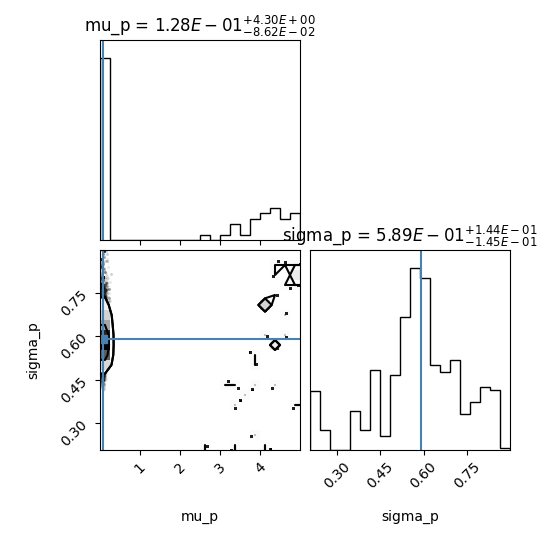 mu_p = 1.28E − 01+4.30E+00−8.62E−02
sigma_p = 5.89E − 01+1.44E−01−1.45E−01
sigma_p
0.75
0.60
0.45
0.30
1 2 3 4
0.30 0.45 0.60 0.75
mu_p
sigma_p